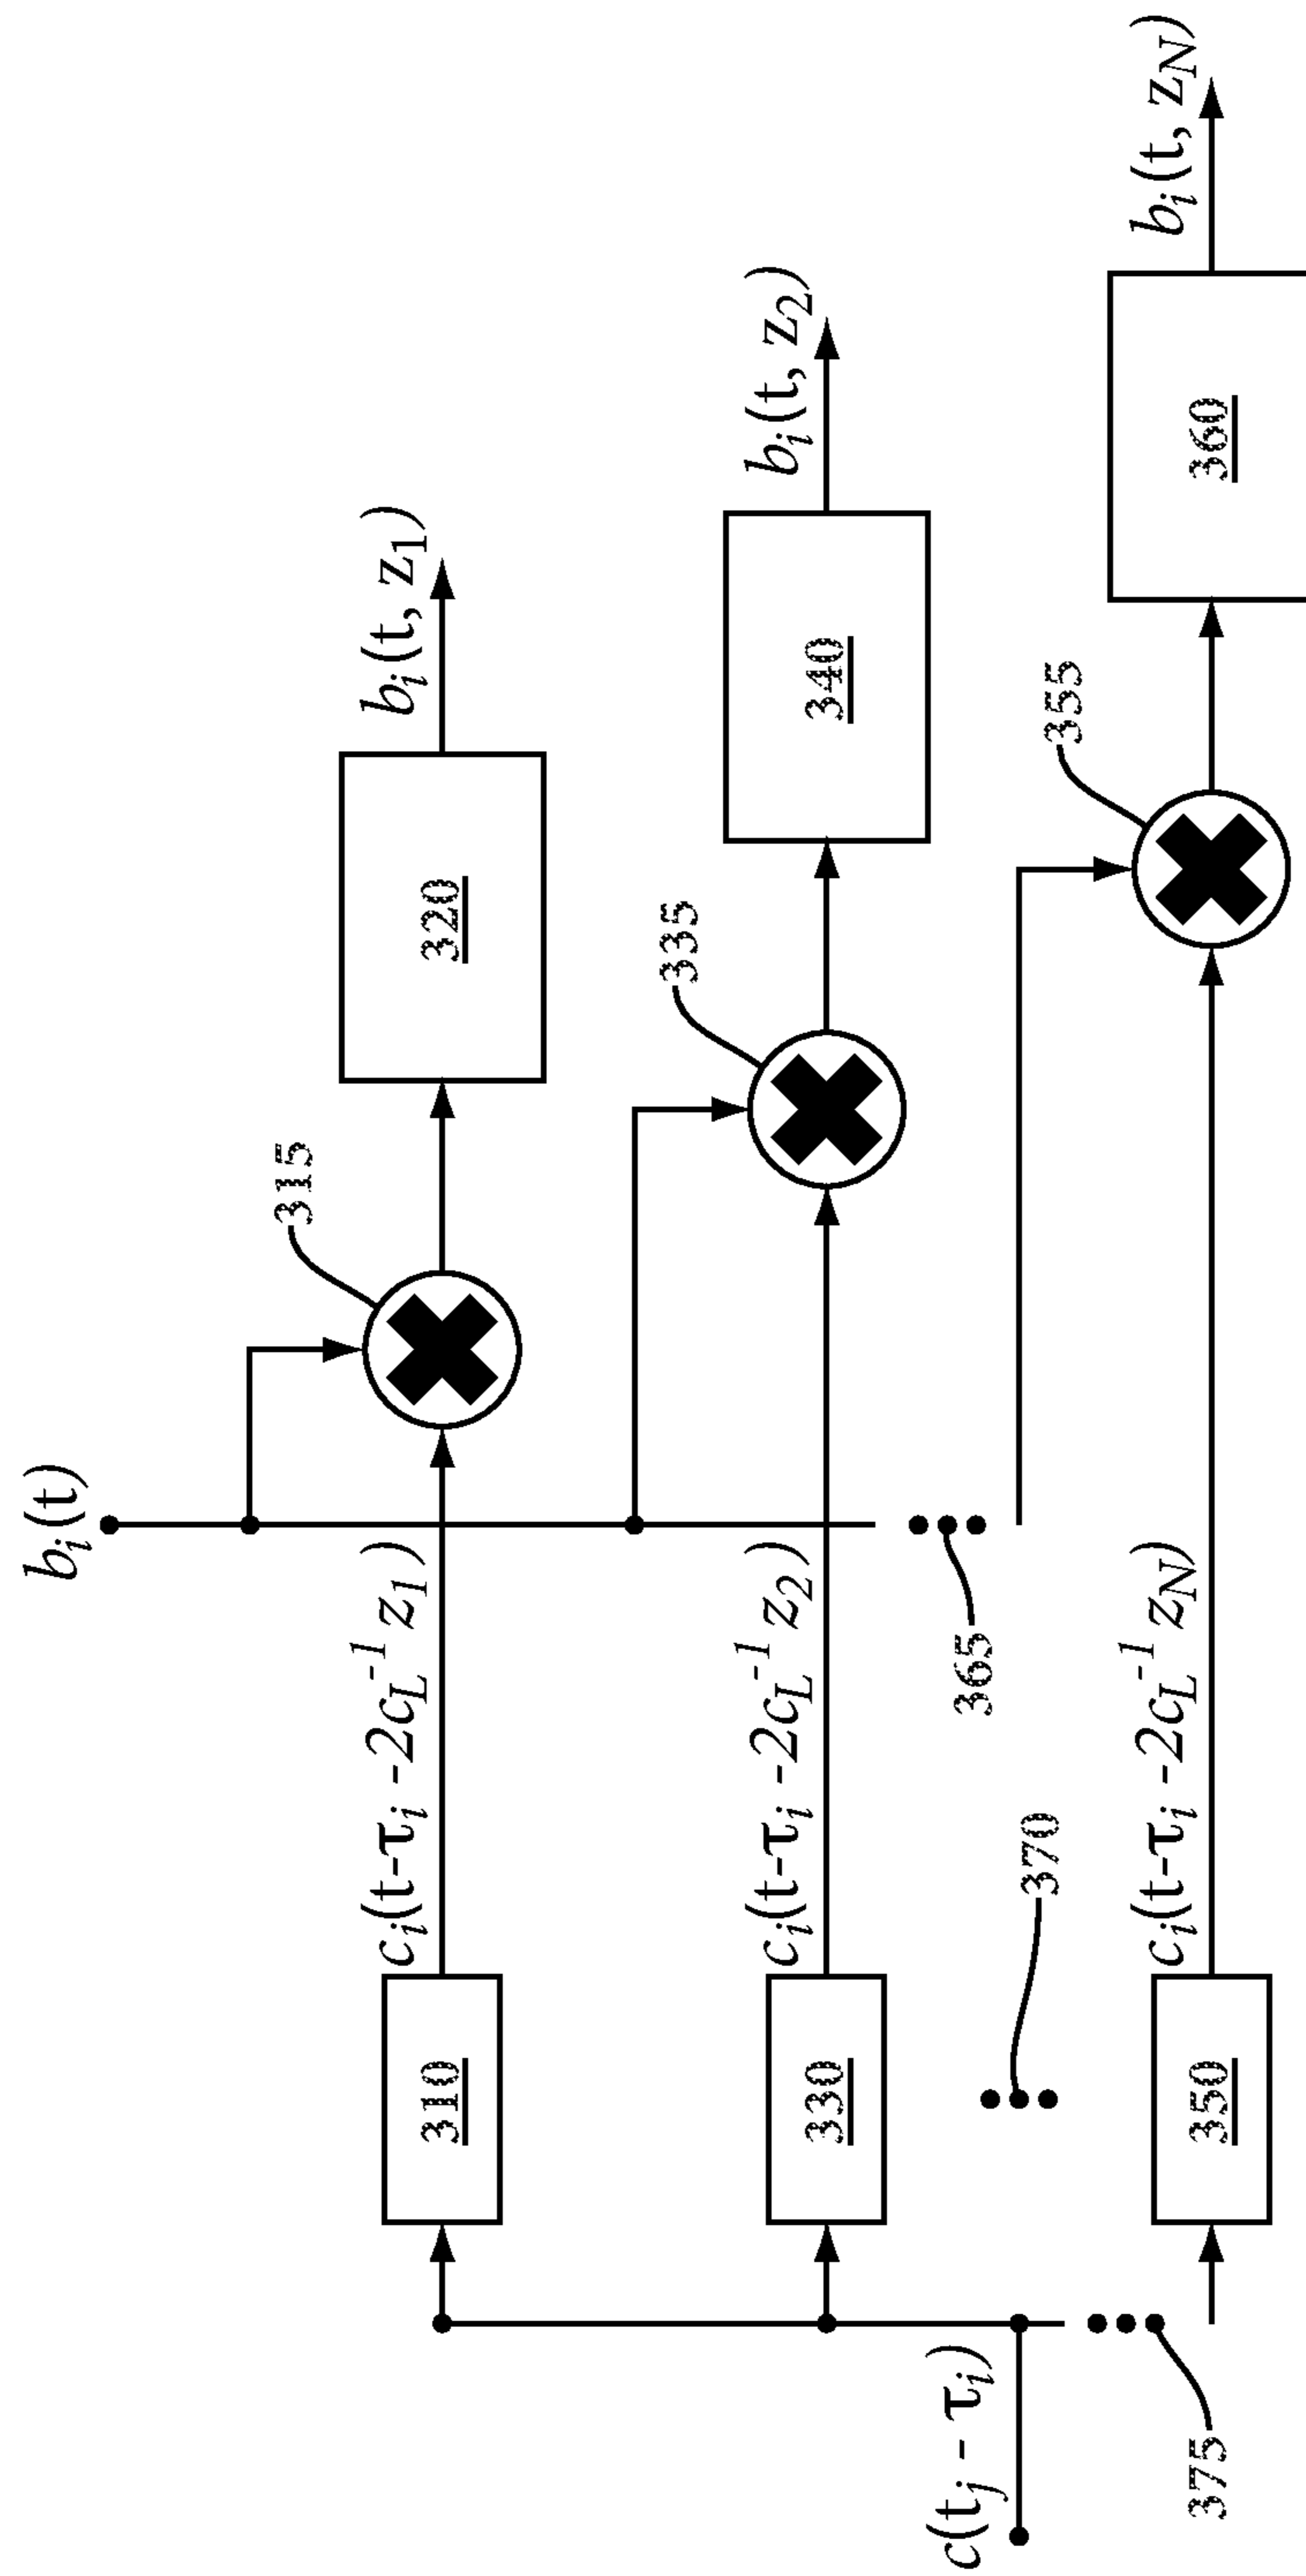 b_i(t)
315
320
b_i(t, z_1)
310
c_i(t-τ_i -2c_L^{-1} z_1)
335
340
b_i(t, z_2)
330
c_i(t-τ_i -2c_L^{-1} z_2)
365
c(t_j - τ_i)
370
355
360
b_i(t, z_N)
350
c_i(t-τ_i -2c_L^{-1} z_N)
375